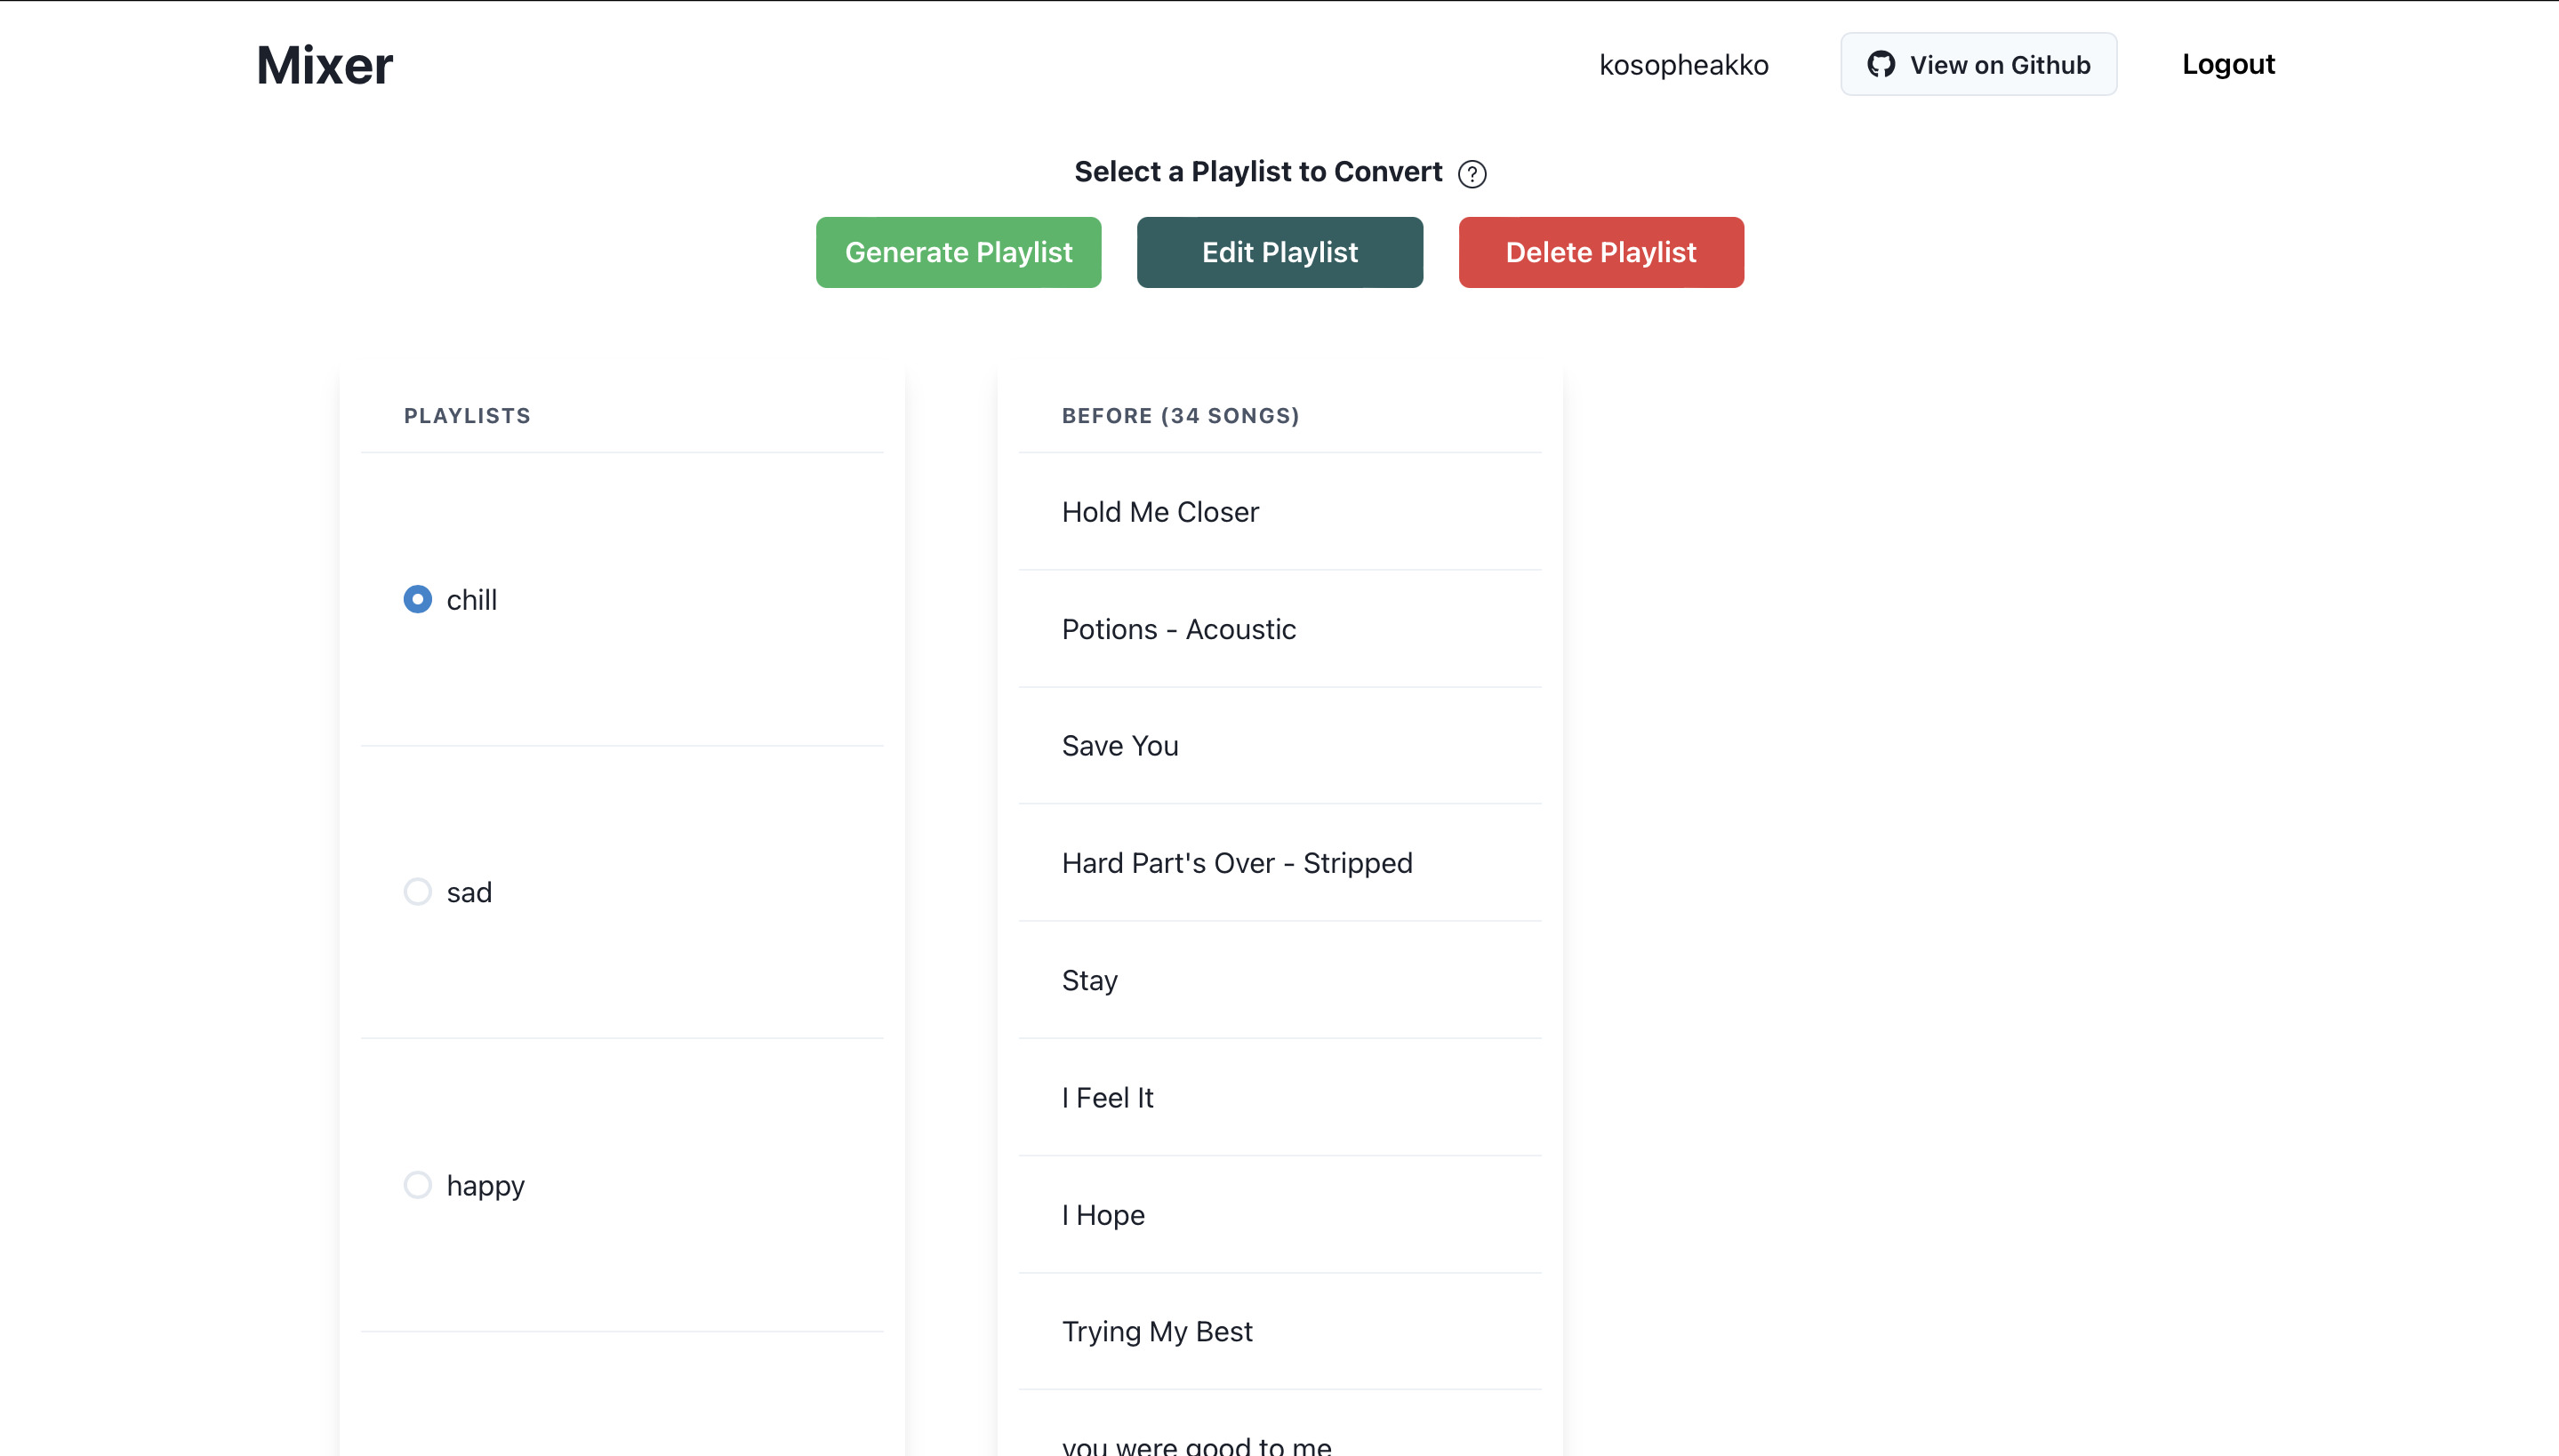 Mixer
kosopheakko
View on Github
Logout
Select a Playlist to Convert ?
Generate Playlist
Edit Playlist
Delete Playlist
PLAYLISTS
chill
sad
happy
BEFORE (34 SONGS)
Hold Me Closer
Potions - Acoustic
Save You
Hard Part's Over - Stripped
Stay
I Feel It
I Hope
Trying My Best
you were good to me